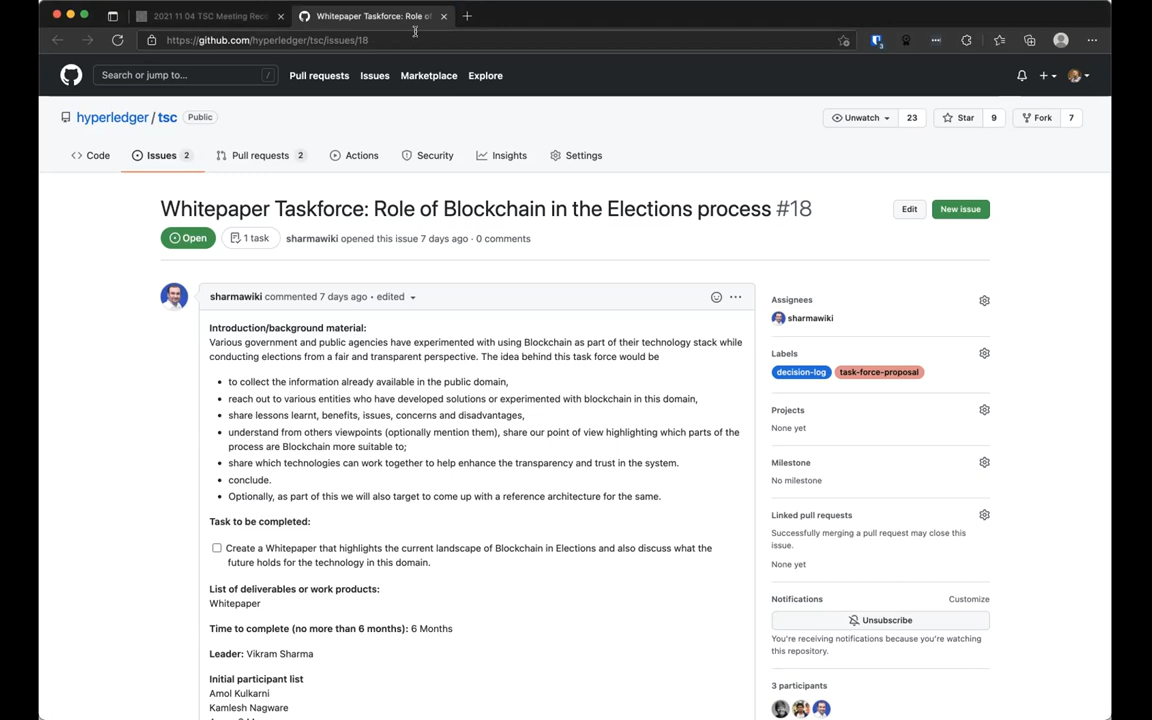 2021 11 04 TSC Meeting Rec
Whitepaper Taskforce: Role of
https://github.com/hyperledger/tsc/issues/18
Search or jump to...
/
Pull requests
Issues
Marketplace
Explore
hyperledger / tsc
Public
Unwatch
23
Star
9
Fork
7
Code
Issues
2
Pull requests
2
Actions
Security
Insights
Settings
Whitepaper Taskforce: Role of Blockchain in the Elections process #18
Edit
New issue
Open
1 task
sharmawiki opened this issue 7 days ago · 0 comments
sharmawiki commented 7 days ago • edited
Introduction/background material:
Various government and public agencies have experimented with using Blockchain as part of their technology stack while
conducting elections from a fair and transparent perspective. The idea behind this task force would be
• to collect the information already available in the public domain,
• reach out to various entities who have developed solutions or experimented with blockchain in this domain,
• share lessons learnt, benefits, issues, concerns and disadvantages,
• understand from others viewpoints (optionally mention them), share our point of view highlighting which parts of the
process are Blockchain more suitable to;
• share which technologies can work together to help enhance the transparency and trust in the system.
• conclude.
• Optionally, as part of this we will also target to come up with a reference architecture for the same.
Task to be completed:
Create a Whitepaper that highlights the current landscape of Blockchain in Elections and also discuss what the
future holds for the technology in this domain.
List of deliverables or work products:
Whitepaper
Time to complete (no more than 6 months): 6 Months
Leader: Vikram Sharma
Initial participant list
Amol Kulkarni
Kamlesh Nagware
Assignees
sharmawiki
Labels
decision-log
task-force-proposal
Projects
None yet
Milestone
No milestone
Linked pull requests
Successfully merging a pull request may close this
issue.
None yet
Notifications
Customize
Unsubscribe
You're receiving notifications because you're watching
this repository.
3 participants